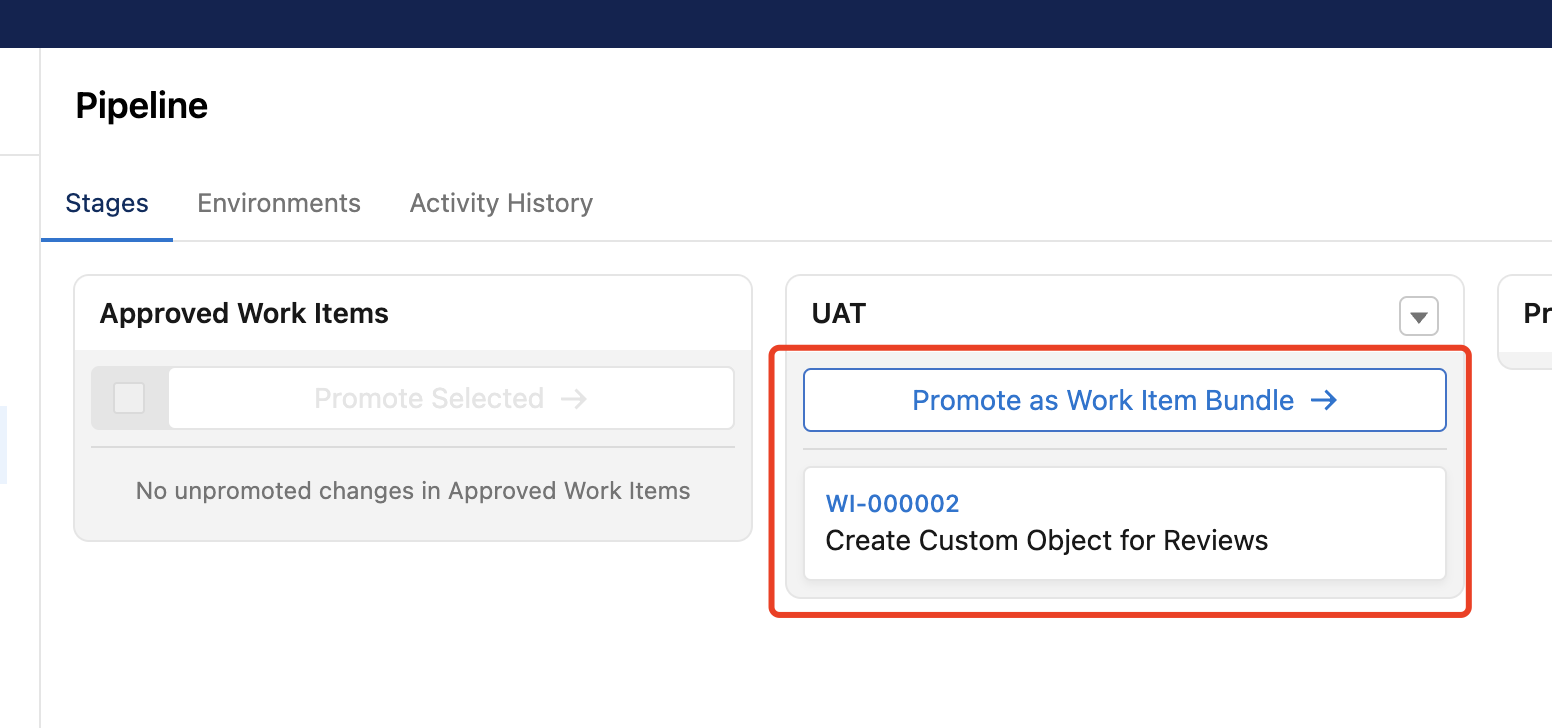 Pipeline
Stages Environments Activity History
Approved Work Items
Promote Selected →
No unpromoted changes in Approved Work Items
UAT
Promote as Work Item Bundle →
WI-000002
Create Custom Object for Reviews
Pr